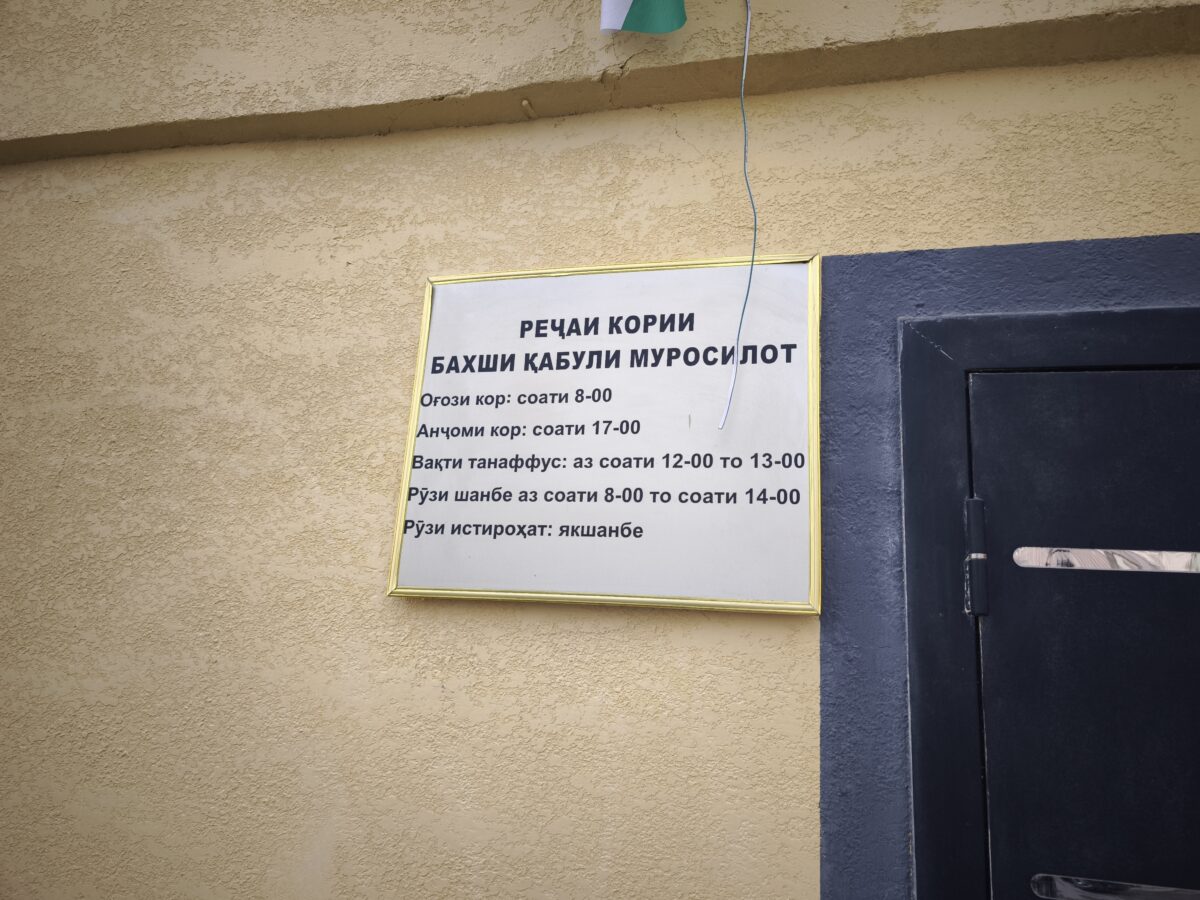 РЕҶАИ КОРИИ
БАХШИ ҚАБУЛИ МУРОСИЛОТ
Оғози кор: соати 8-00
Анҷоми кор: соати 17-00
Вақти танаффус: аз соати 12-00 то 13-00
Рӯзи шанбе аз соати 8-00 то соати 14-00
Рӯзи истироҳат: якшанбе